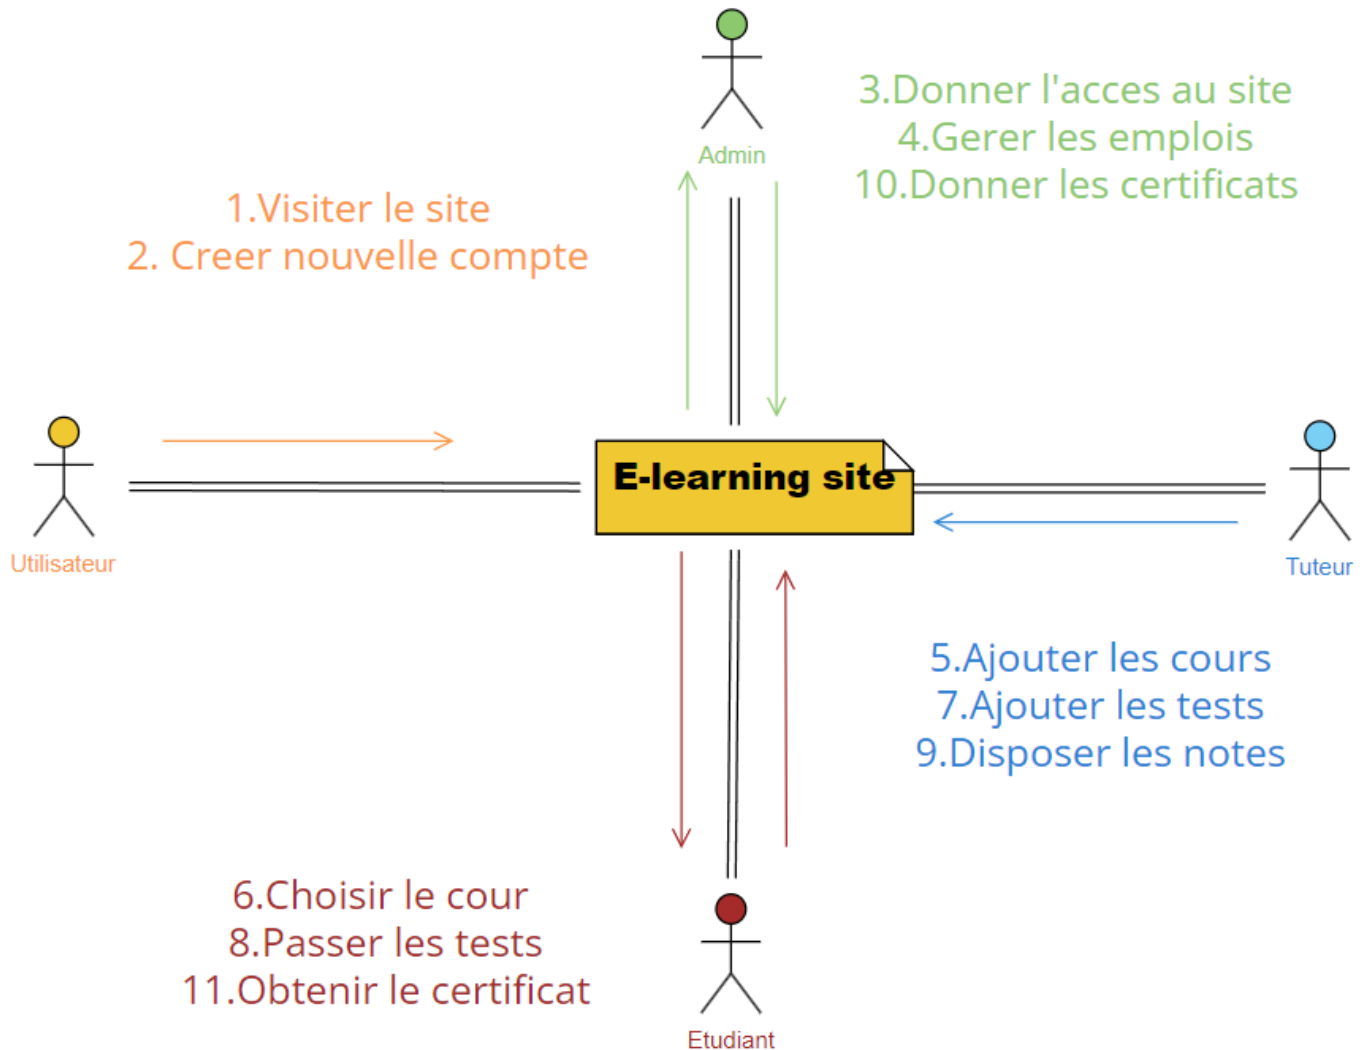 3.Donner l'acces au site
4.Gerer les emplois
10.Donner les certificats
Admin
1.Visiter le site
2. Creer nouvelle compte
E-learning site
Utilisateur
Tuteur
5.Ajouter les cours
7.Ajouter les tests
9.Disposer les notes
6.Choisir le cour
8.Passer les tests
11.Obtenir le certificat
Etudiant